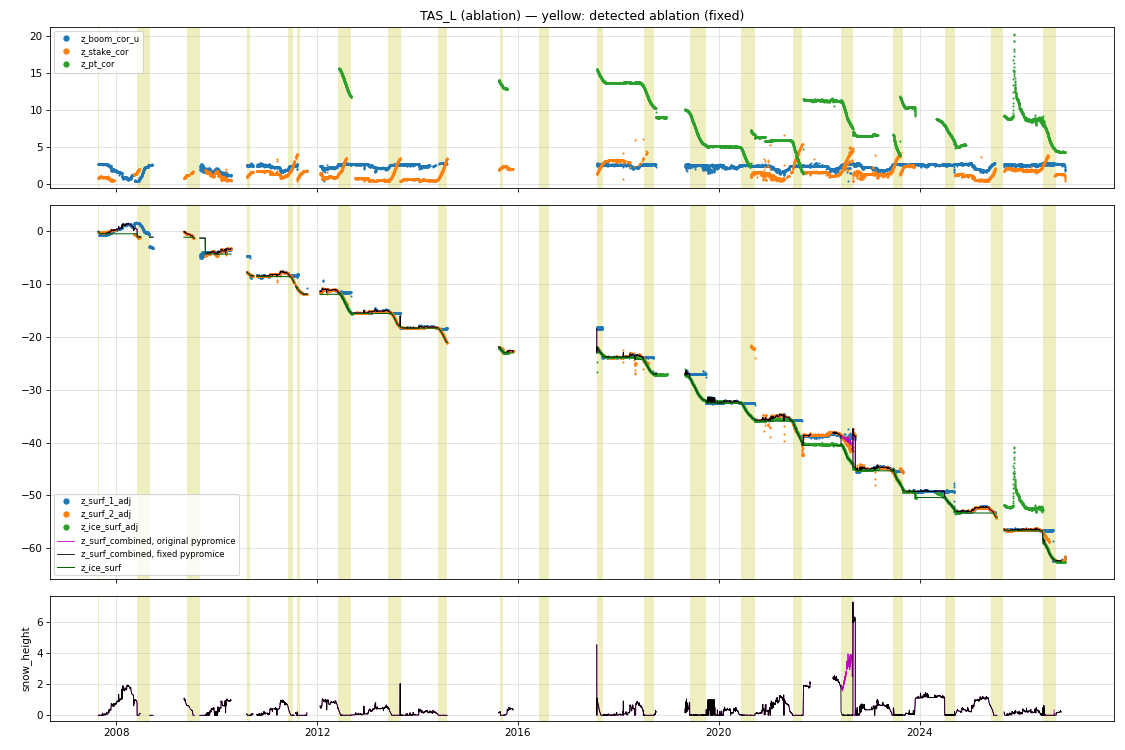 TAS_L (ablation) — yellow: detected ablation (fixed)
20
15
10
5
0
z_boom_cor_u
z_stake_cor
z_pt_cor
0
−10
−20
−30
−40
−50
−60
z_surf_1_adj
z_surf_2_adj
z_ice_surf_adj
z_surf_combined, original pypromice
z_surf_combined, fixed pypromice
z_ice_surf
snow_height
6
4
2
0
2008
2012
2016
2020
2024